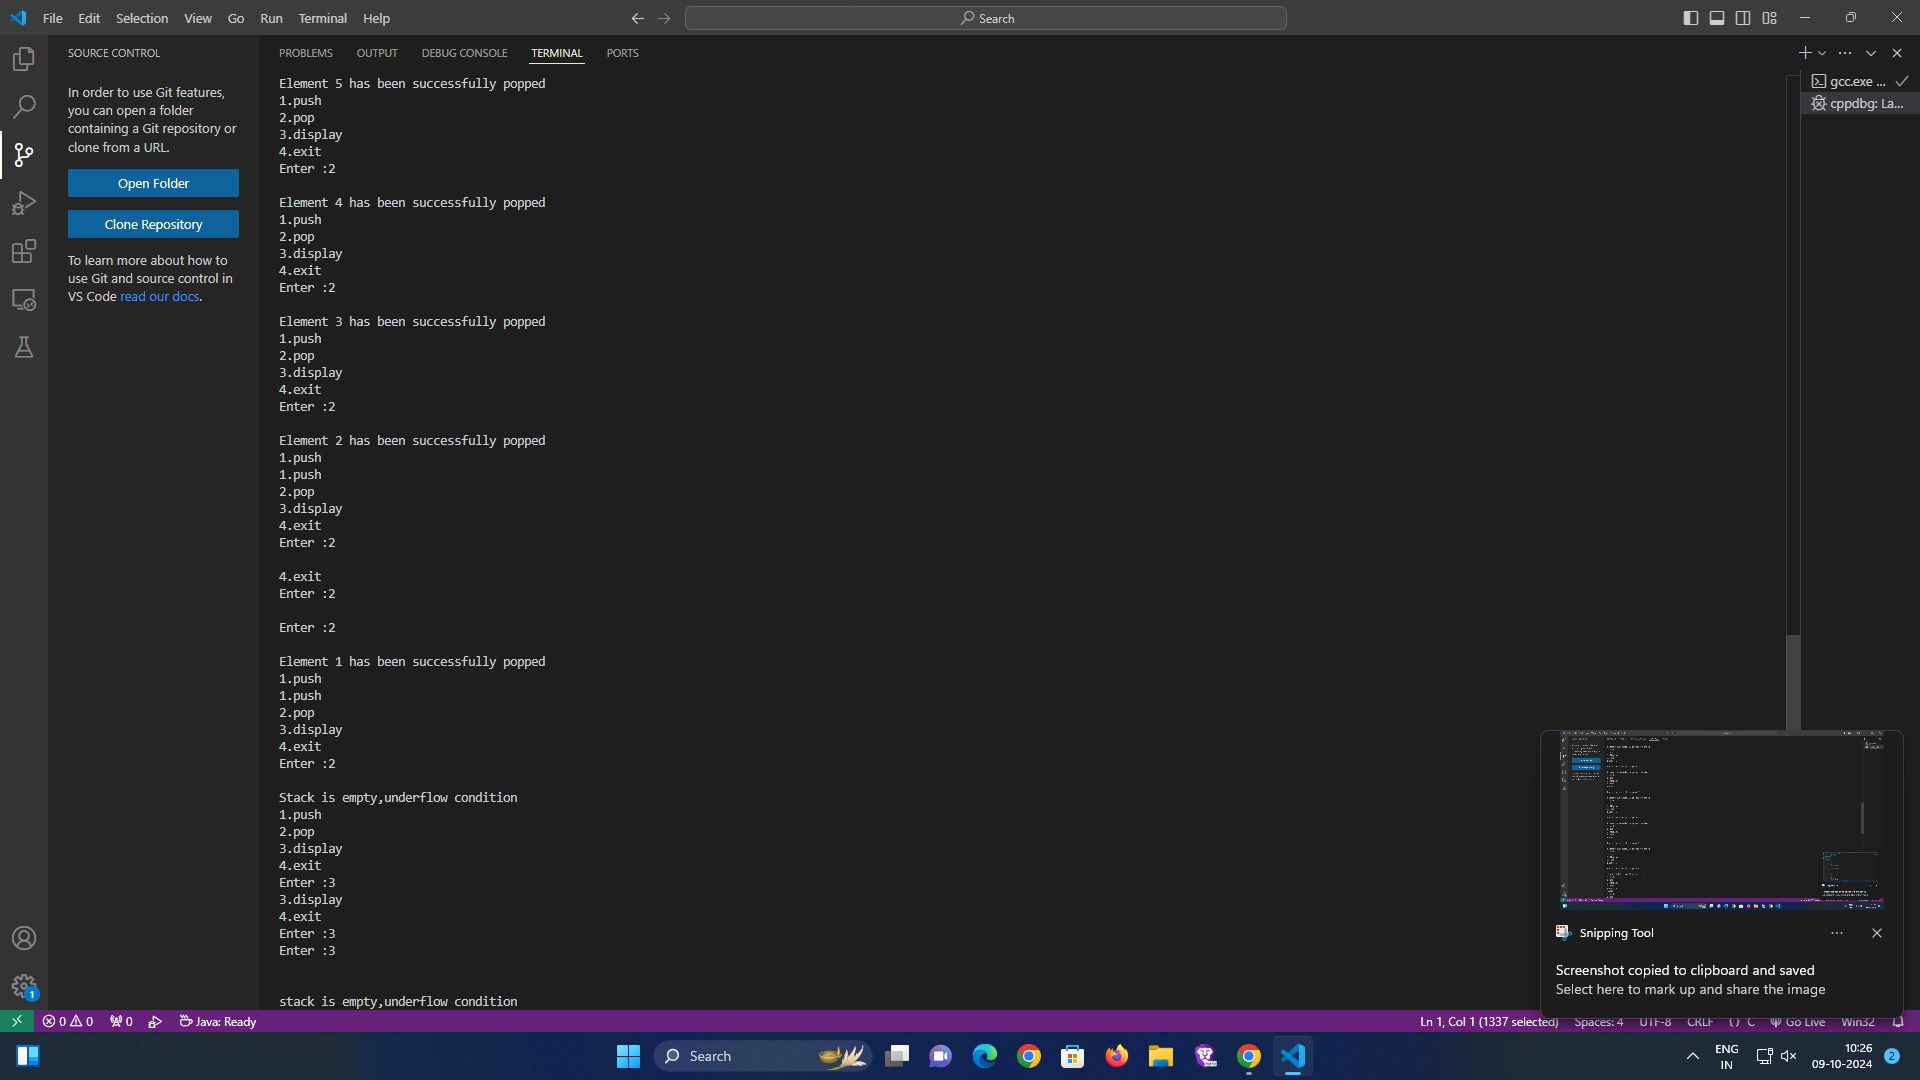 File Edit Selection View Go Run Terminal Help
Search
SOURCE CONTROL
In order to use Git features,
you can open a folder
containing a Git repository or
clone from a URL.
Open Folder
Clone Repository
To learn more about how to
use Git and source control in
VS Code read our docs.
PROBLEMS OUTPUT DEBUG CONSOLE TERMINAL PORTS
Element 5 has been successfully popped
1.push
2.pop
3.display
4.exit
Enter :2
Element 4 has been successfully popped
1.push
2.pop
3.display
4.exit
Enter :2
Element 3 has been successfully popped
1.push
2.pop
3.display
4.exit
Enter :2
Element 2 has been successfully popped
1.push
1.push
2.pop
3.display
4.exit
Enter :2
4.exit
Enter :2
Enter :2
Element 1 has been successfully popped
1.push
1.push
2.pop
3.display
4.exit
Enter :2
Stack is empty,underflow condition
1.push
2.pop
3.display
4.exit
Enter :3
3.display
4.exit
Enter :3
Enter :3
stack is empty,underflow condition
gcc.exe ...
cppdbg: La...
Snipping Tool
Screenshot copied to clipboard and saved
Select here to mark up and share the image
1
0 0 0 Java: Ready
Ln 1, Col 1 (1337 selected) Spaces: 4 UTF-8 CRLF {} C Go Live Win32
Search
ENG
IN
10:26
09-10-2024
2